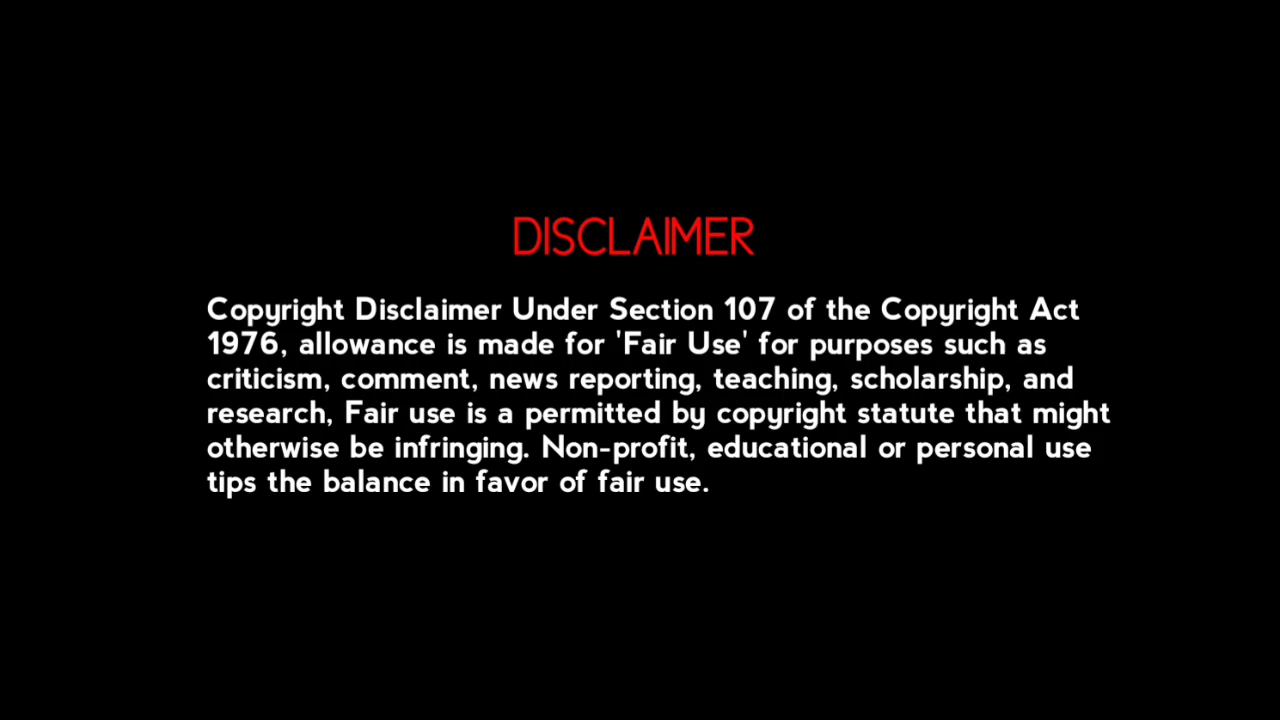 DISCLAIMER
Copyright Disclaimer Under Section 107 of the Copyright Act
1976, allowance is made for 'Fair Use' for purposes such as
criticism, comment, news reporting, teaching, scholarship, and
research, Fair use is a permitted by copyright statute that might
otherwise be infringing. Non-profit, educational or personal use
tips the balance in favor of fair use.